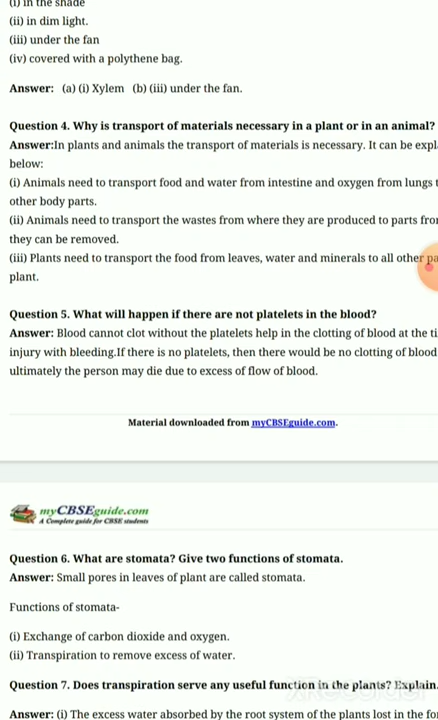 (i) in the shade
(ii) in dim light.
(iii) under the fan
(iv) covered with a polythene bag.
Answer: (a) (i) Xylem (b) (iii) under the fan.
Question 4. Why is transport of materials necessary in a plant or in an animal?
Answer:In plants and animals the transport of materials is necessary. It can be expl
below:
(i) Animals need to transport food and water from intestine and oxygen from lungs t
other body parts.
(ii) Animals need to transport the wastes from where they are produced to parts fro
they can be removed.
(iii) Plants need to transport the food from leaves, water and minerals to all other pa
plant.
Question 5. What will happen if there are not platelets in the blood?
Answer: Blood cannot clot without the platelets help in the clotting of blood at the ti
injury with bleeding.If there is no platelets, then there would be no clotting of blood
ultimately the person may die due to excess of flow of blood.
Material downloaded from myCBSEguide.com.
myCBSEguide.com
A Complete guide for CBSE students
Question 6. What are stomata? Give two functions of stomata.
Answer: Small pores in leaves of plant are called stomata.
Functions of stomata-
(i) Exchange of carbon dioxide and oxygen.
(ii) Transpiration to remove excess of water.
Question 7. Does transpiration serve any useful function in the plants? Explain.
Answer: (i) The excess water absorbed by the root system of the plants lost in the fo